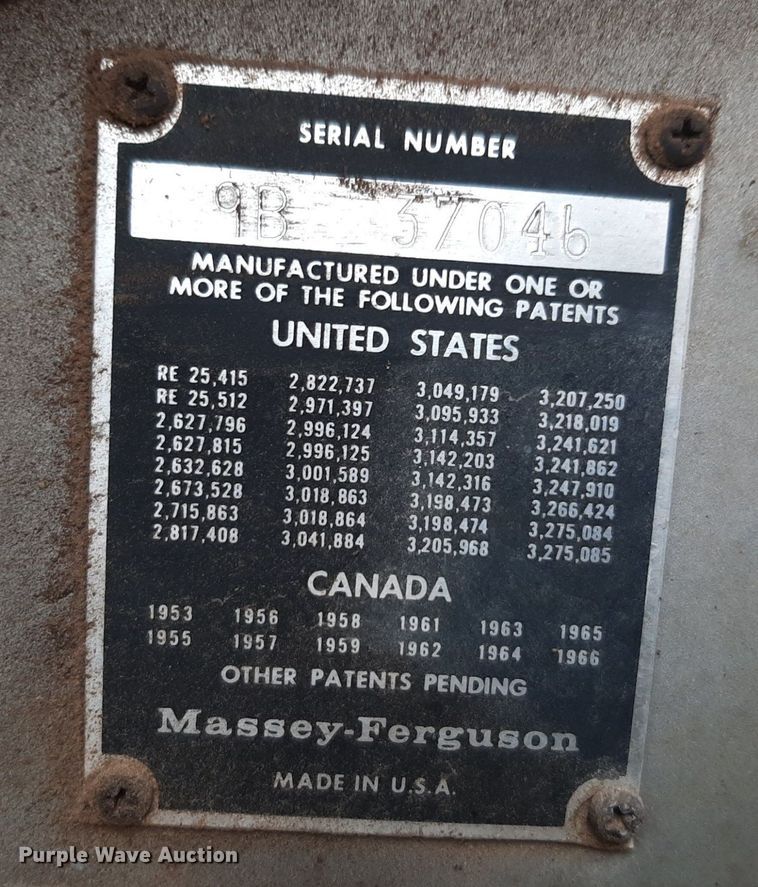 SERIAL NUMBER
9B 37046
MANUFACTURED UNDER ONE OR
MORE OF THE FOLLOWING PATENTS
UNITED STATES
RE 25,415 2,822,737 3,049,179 3,207,250
RE 25,512 2,971,397 3,095,933 3,218,019
2,627,796 2,996,124 3,114,357 3,241,621
2,627,815 2,996,125 3,142,203 3,241,862
2,632,628 3,001,589 3,142,316 3,247,910
2,673,528 3,018,863 3,198,473 3,266,424
2,715,863 3,018,864 3,198,474 3,275,084
2,817,408 3,041,884 3,205,968 3,275,085
CANADA
1953 1956 1958 1961 1963 1965
1955 1957 1959 1962 1964 1966
OTHER PATENTS PENDING
Massey-Ferguson
MADE IN U.S.A.
Purple Wave Auction